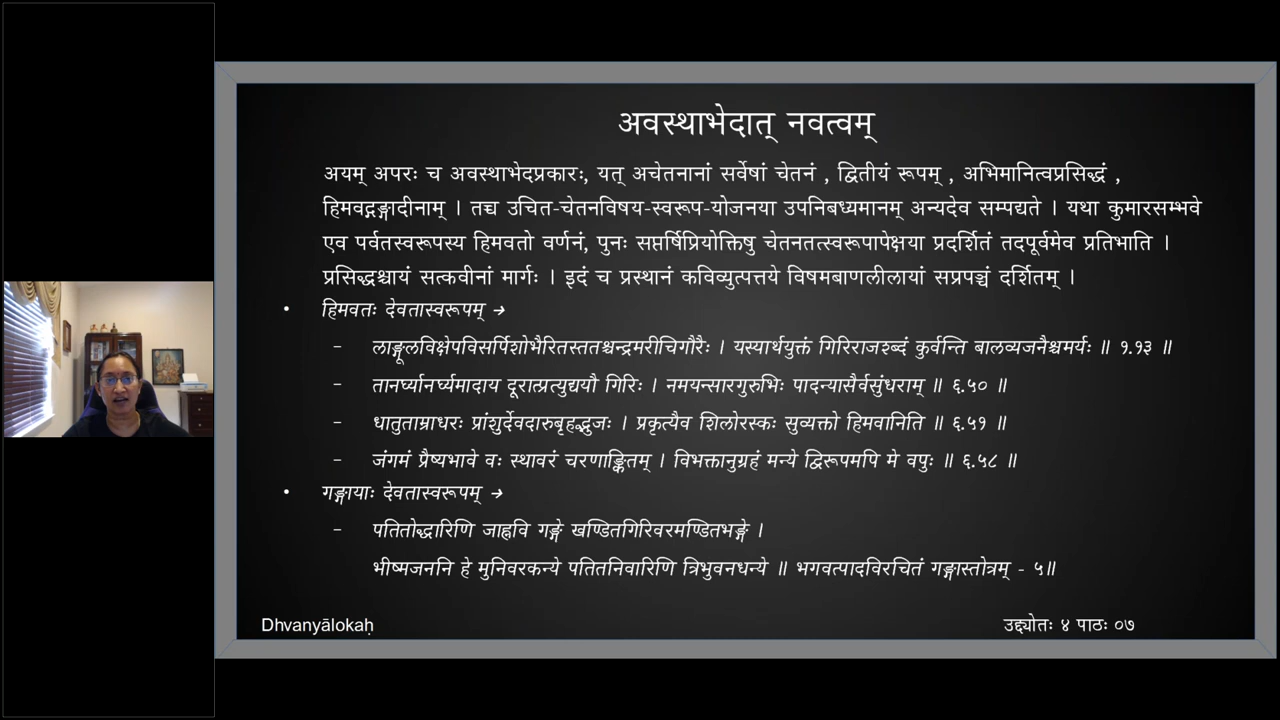 अवस्थाभेदात् नवत्वम्
अयम् अपरः च अवस्थाभेदप्रकारः, यत् अचेतनानां सर्वेषां चेतनं , द्वितीयं रूपम् , अभिमानित्वप्रसिद्धं ,
हिमवद्गङ्गादीनाम् । तच्च उचित-चेतनविषय-स्वरूप-योजनया उपनिबध्यमानम् अन्यदेव सम्पद्यते । यथा कुमारसम्भवे
एव पर्वतस्वरूपस्य हिमवतो वर्णनं, पुनः सप्तर्षिप्रियोक्तिषु चेतनतत्स्वरूपापेक्षया प्रदर्शितं तदपूर्वमेव प्रतिभाति ।
प्रसिद्धश्चायं सत्कवीनां मार्गः । इदं च प्रस्थानं कविव्युत्पत्तये विषमबाणलीलायां सप्रपञ्चं दर्शितम् ।
• हिमवतः देवतास्वरूपम् →
– लाङ्गूलविक्षेपविसर्पिशोभैरितस्ततश्चन्द्रमरीचिगौरैः । यस्यार्थयुक्तं गिरिराजशब्दं कुर्वन्ति बालव्यजनैश्चमर्यः ॥ १.१३ ॥
– तानर्घ्यानर्घ्यमादाय दूरात्प्रत्युद्ययौ गिरिः । नमयन्सारगुरुभिः पादन्यासैर्वसुंधराम् ॥ ६.५० ॥
– धातुताम्राधरः प्रांशुर्देवदारुबृहद्भुजः । प्रकृत्यैव शिलोरस्कः सुव्यक्तो हिमवानिति ॥ ६.५१ ॥
– जंगमं प्रैष्यभावे वः स्थावरं चरणाङ्कितम् । विभक्तानुग्रहं मन्ये द्विरूपमपि मे वपुः ॥ ६.५८ ॥
• गङ्गायाः देवतास्वरूपम् →
– पतितोद्धारिणि जाह्नवि गङ्गे खण्डितगिरिवरमण्डितभङ्गे ।
भीष्मजननि हे मुनिवरकन्ये पतितनिवारिणि त्रिभुवनधन्ये ॥ भगवत्पादविरचितं गङ्गास्तोत्रम् - ५॥
Dhvanyālokaḥ
उद्द्योतः ४ पाठः ०७